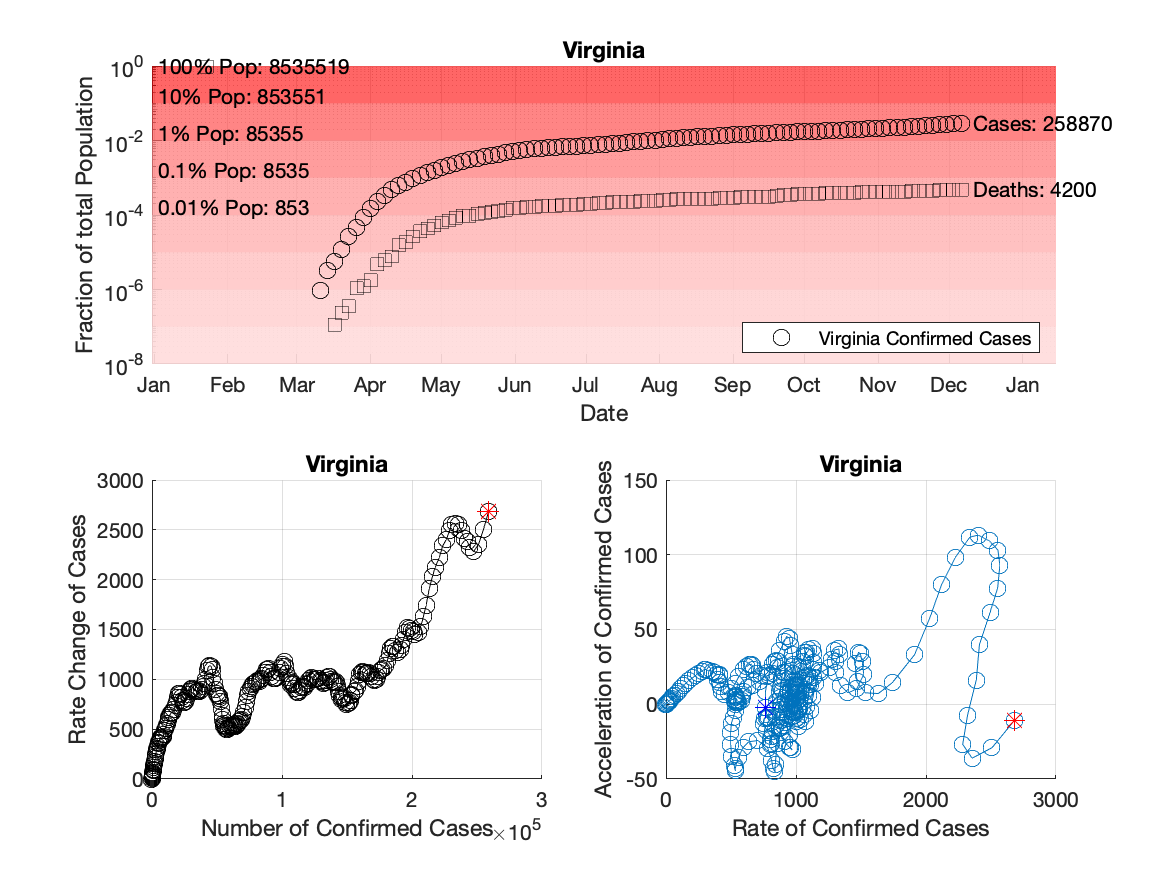 Virginia
10^0
10^-2
10^-4
10^-6
10^-8
Fraction of total Population
100% Pop: 8535519
10% Pop: 853551
1% Pop: 85355
0.1% Pop: 8535
0.01% Pop: 853
Cases: 258870
Deaths: 4200
Virginia Confirmed Cases
Jan Feb Mar Apr May Jun Jul Aug Sep Oct Nov Dec Jan
Date
Virginia
3000
2500
2000
1500
1000
500
0
Rate Change of Cases
0 1 2 3
Number of Confirmed Cases
×10^5
Virginia
150
100
50
0
-50
Acceleration of Confirmed Cases
0 1000 2000 3000
Rate of Confirmed Cases